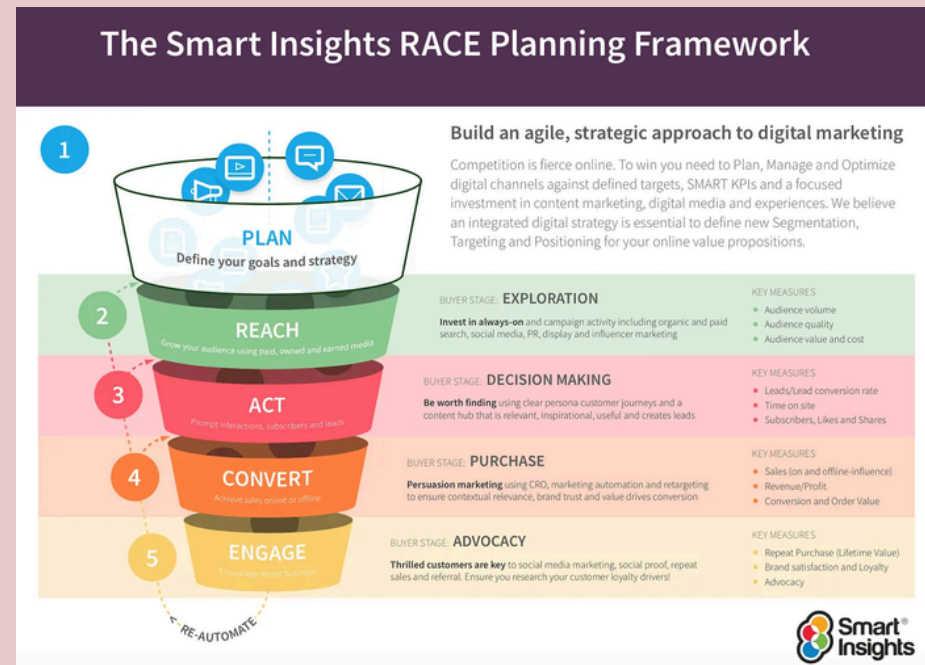 The Smart Insights RACE Planning Framework
1
Build an agile, strategic approach to digital marketing
Competition is fierce online. To win you need to Plan, Manage and Optimize
digital channels against defined targets, SMART KPIs and a focused
investment in content marketing, digital media and experiences. We believe
an integrated digital strategy is essential to define new Segmentation,
Targeting and Positioning for your online value propositions.
PLAN
Define your goals and strategy
2
REACH
Grow your audience using paid, owned and earned media
BUYER STAGE: EXPLORATION
Invest in always-on and campaign activity including organic and paid
search, social media, PR, display and influencer marketing
KEY MEASURES
Audience volume
Audience quality
Audience value and cost
3
ACT
Prompt interactions, subscribers and leads
BUYER STAGE: DECISION MAKING
Be worth finding using clear persona customer journeys and a
content hub that is relevant, inspirational, useful and creates leads
KEY MEASURES
Leads/Lead conversion rate
Time on site
Subscribers, Likes and Shares
4
CONVERT
Achieve sales online or offline
BUYER STAGE: PURCHASE
Persuasion marketing using CRO, marketing automation and retargeting
to ensure contextual relevance, brand trust and value drives conversion
KEY MEASURES
Sales (on and offline-influence)
Revenue/Profit
Conversion and Order Value
5
ENGAGE
Encourage repeat business
BUYER STAGE: ADVOCACY
Thrilled customers are key to social media marketing, social proof, repeat
sales and referral. Ensure you research your customer loyalty drivers!
KEY MEASURES
Repeat Purchase (Lifetime Value)
Brand satisfaction and Loyalty
Advocacy
RE-AUTOMATE
Smart®
Insights